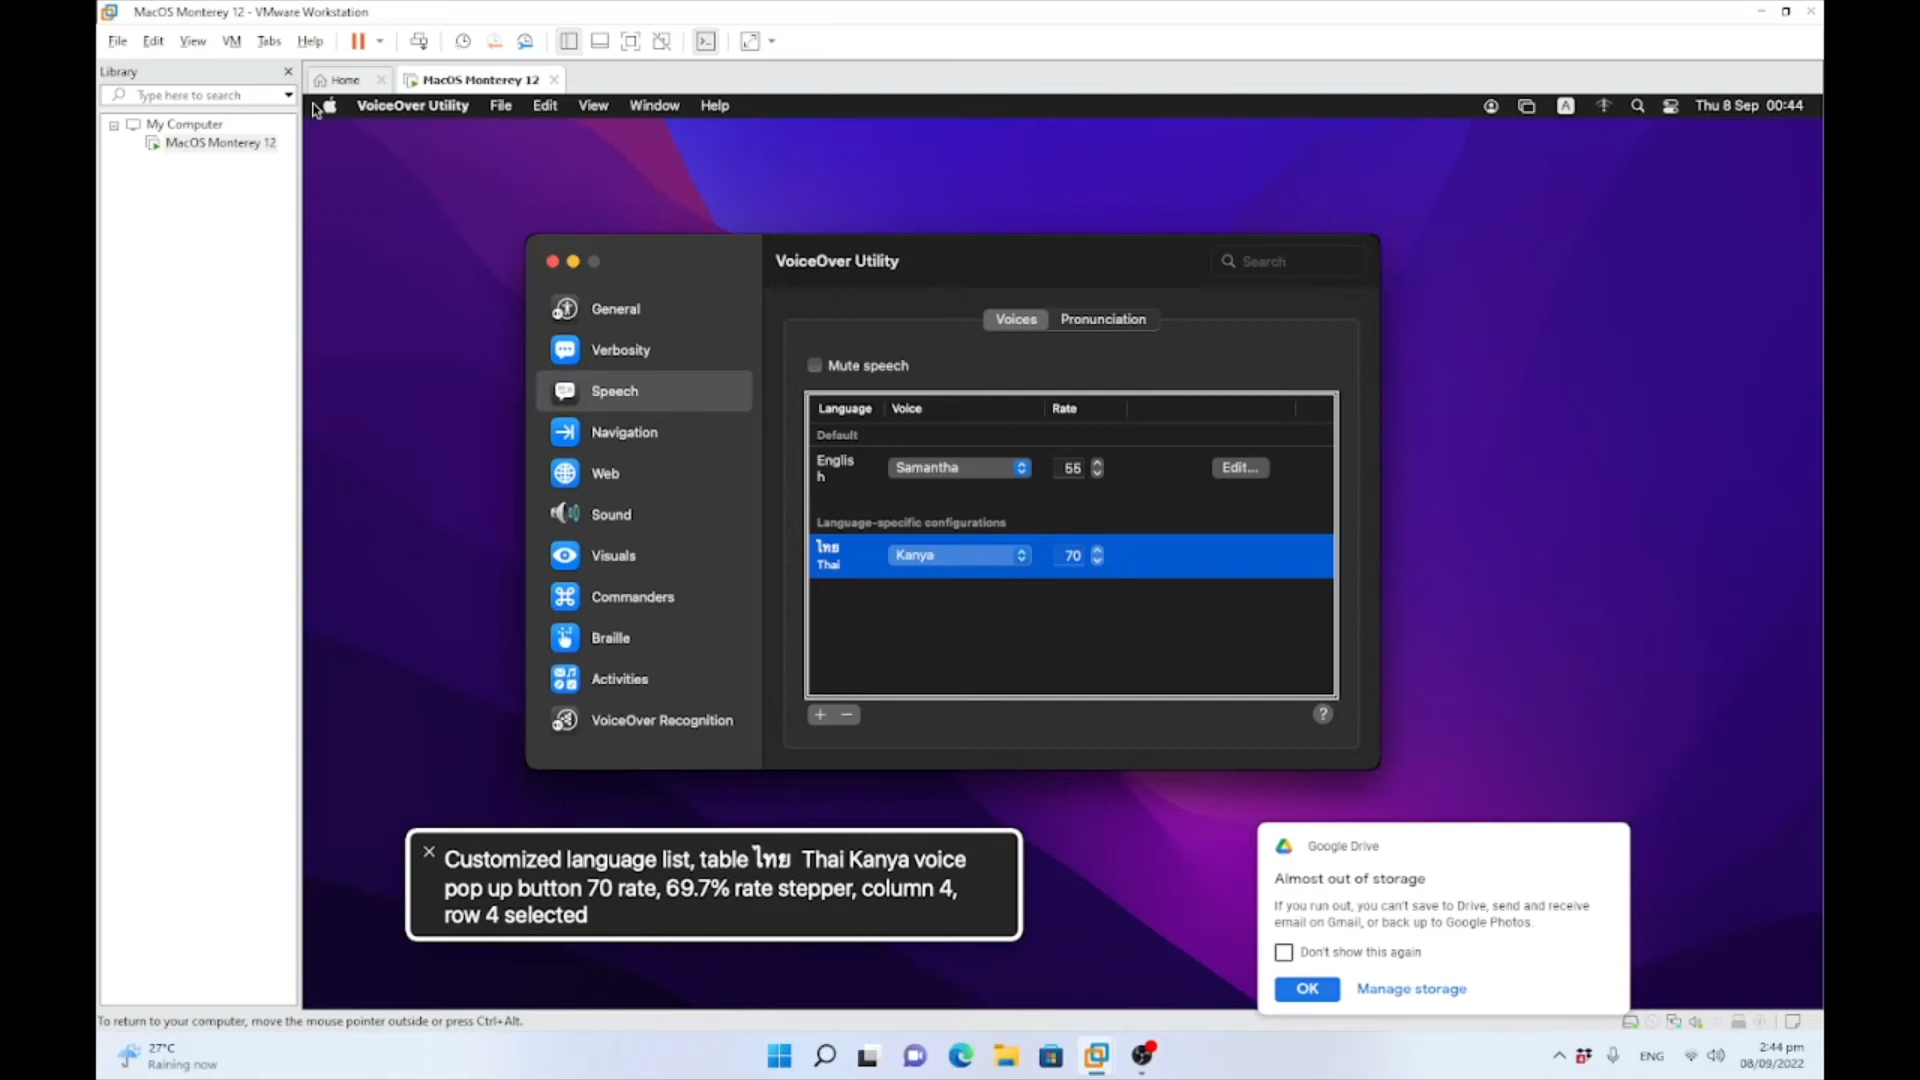 MacOS Monterey 12 - VMware Workstation
File Edit View VM Tabs Help
Library
Type here to search
My Computer
MacOS Monterey 12
Home
MacOS Monterey 12
VoiceOver Utility File Edit View Window Help
A
Thu 8 Sep 00:44
VoiceOver Utility
Search
General
Verbosity
Speech
Navigation
Web
Sound
Visuals
Commanders
Braille
Activities
VoiceOver Recognition
Voices Pronunciation
Mute speech
Language Voice Rate
Default
Englis
h
Samantha 55 Edit...
Language-specific configurations
ไทย
Thai
Kanya 70
+ −
?
Customized language list, table ไทย Thai Kanya voice
pop up button 70 rate, 69.7% rate stepper, column 4,
row 4 selected
Google Drive
Almost out of storage
If you run out, you can't save to Drive, send and receive
email on Gmail, or back up to Google Photos.
Don't show this again
OK Manage storage
To return to your computer, move the mouse pointer outside or press Ctrl+Alt.
27°C
Raining now
ENG
2:44 pm
08/09/2022